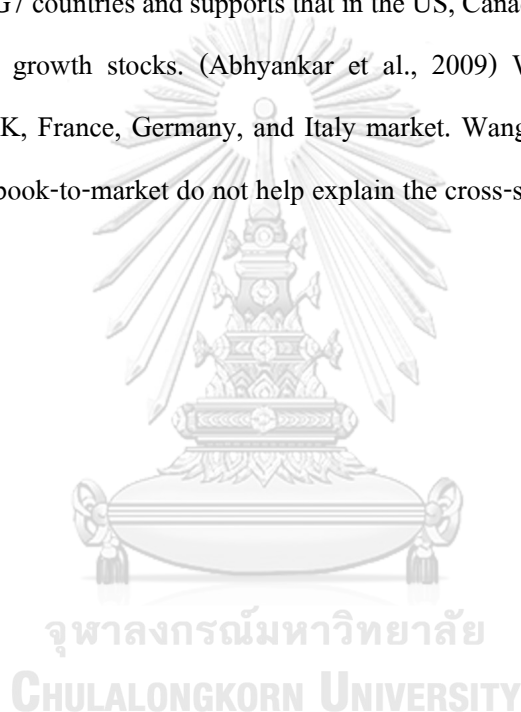 G7 countries and supports that in the US, Canad
growth stocks. (Abhyankar et al., 2009) W
K, France, Germany, and Italy market. Wang
book-to-market do not help explain the cross-s
จุฬาลงกรณ์มหาวิทยาลัย
CHULALONGKORN UNIVERSITY